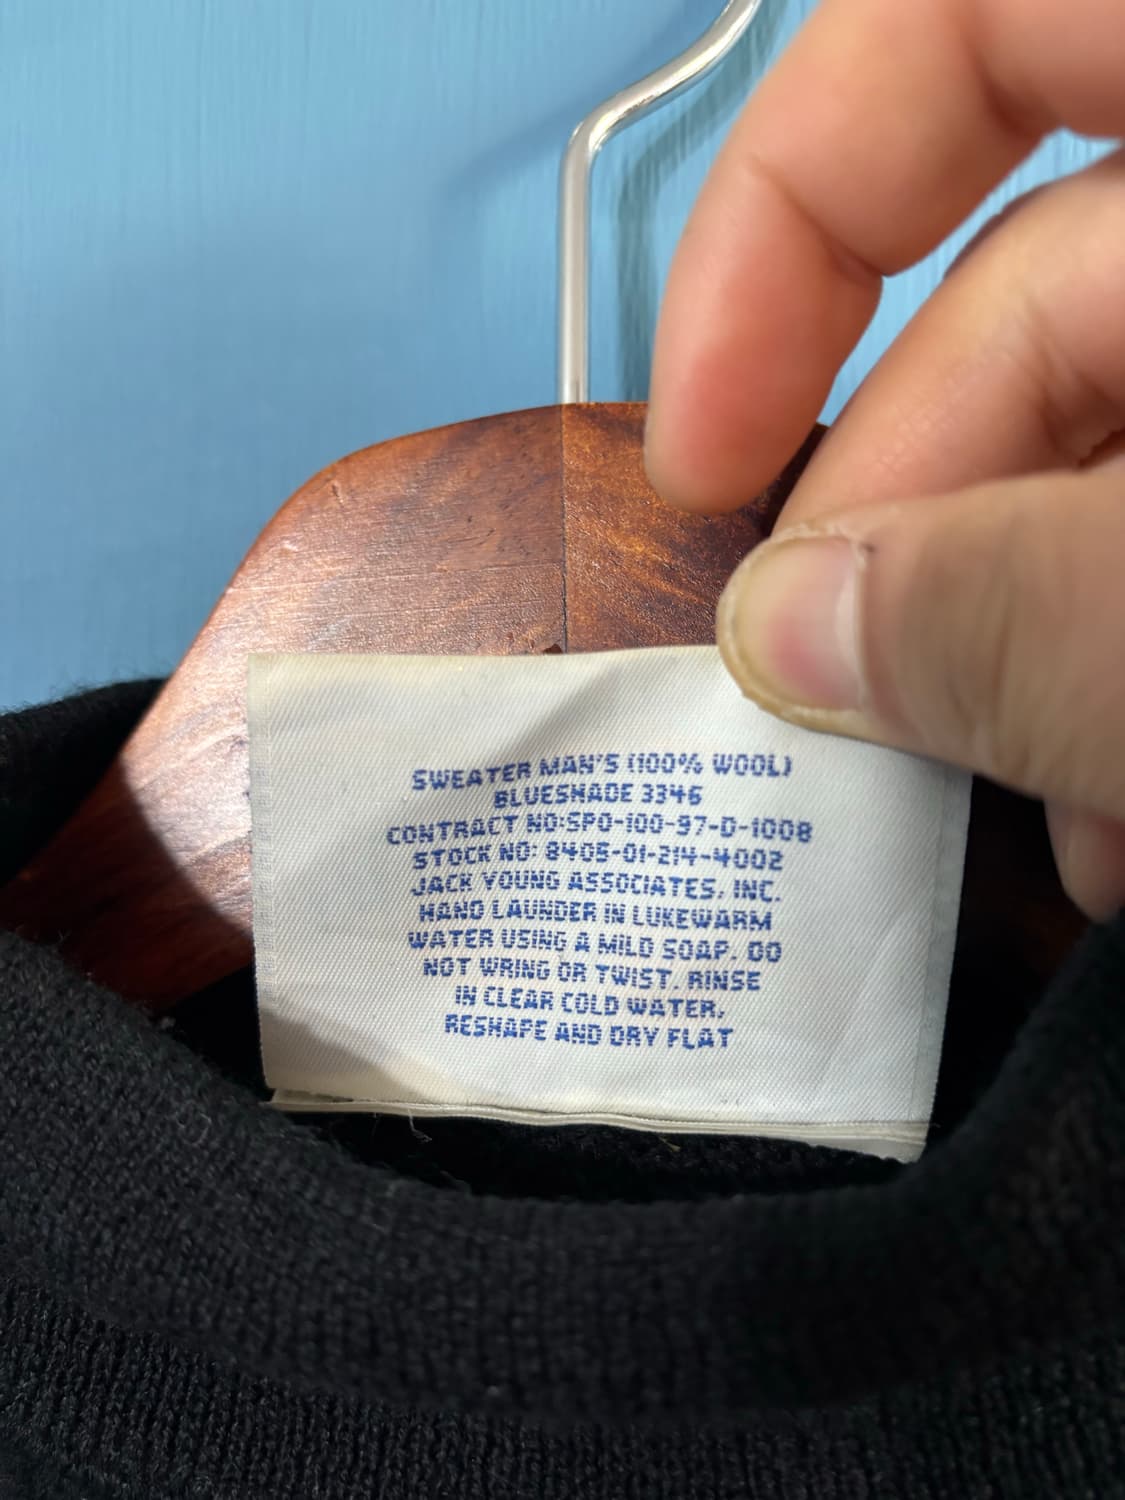 SWEATER MAN'S (100% WOOL)
BLUESHADE 3346
CONTRACT NO:SPO-100-97-D-1008
STOCK NO: 8405-01-214-4002
JACK YOUNG ASSOCIATES, INC.
HAND LAUNDER IN LUKEWARM
WATER USING A MILD SOAP. DO
NOT WRING OR TWIST. RINSE
IN CLEAR COLD WATER,
RESHAPE AND DRY FLAT